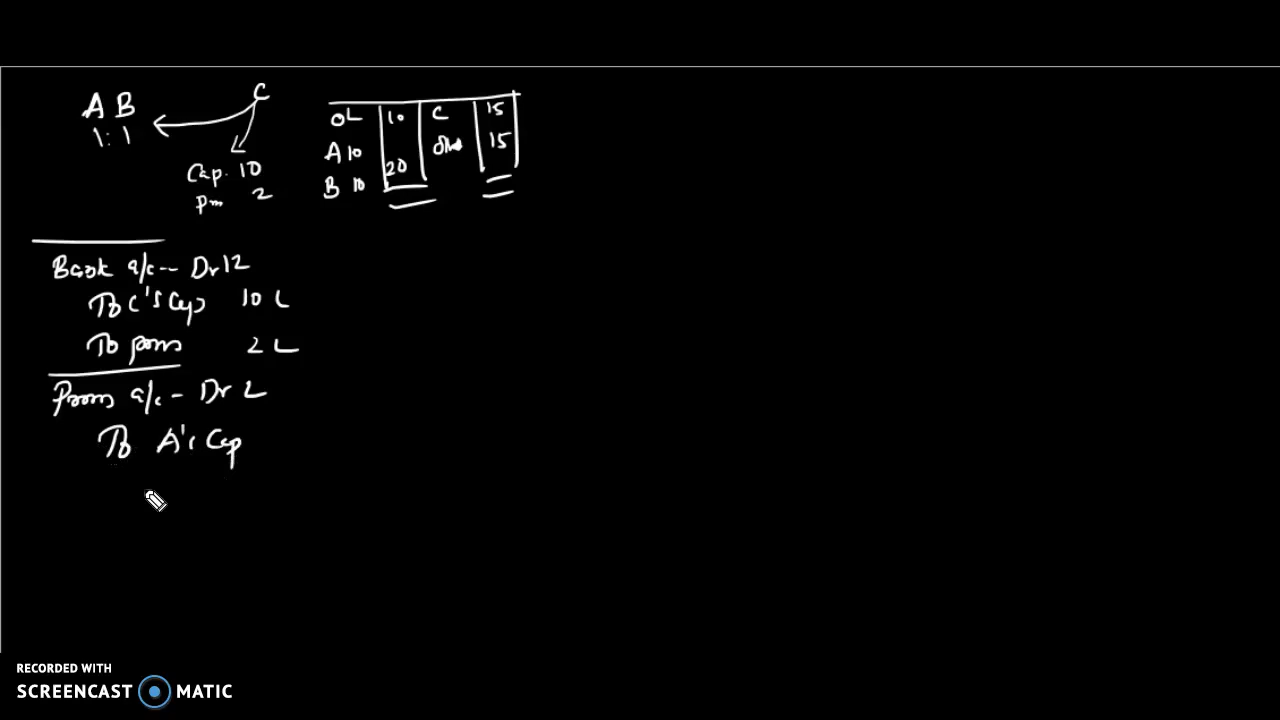 A B
1:1
C
Cap. 10
pm 2
OL 10 C 15
A 10 15
20
B 10
Bank a/c -- Dr 12
To C's Cap 10 L
To prm 2 L
Prem a/c - Dr 2
To A's Cap
RECORDED WITH
SCREENCAST MATIC